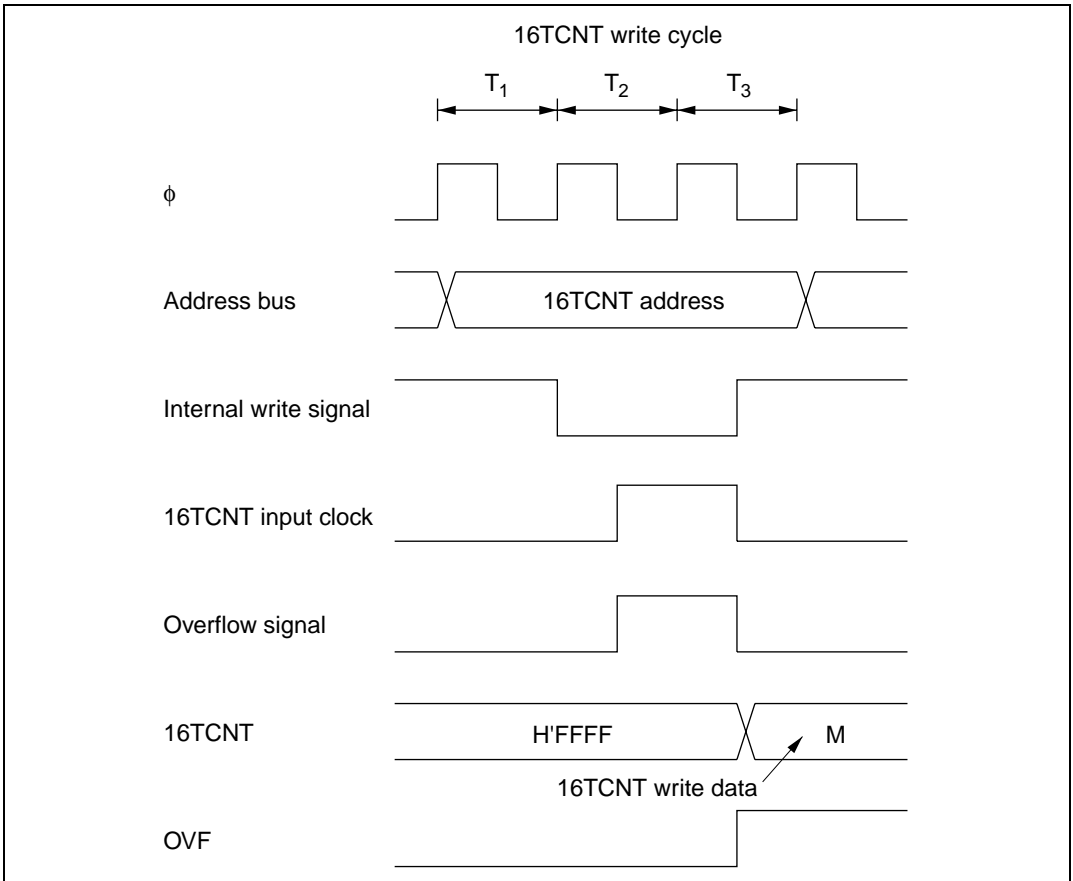 16TCNT write cycle
T1 T2 T3
φ
Address bus 16TCNT address
Internal write signal
16TCNT input clock
Overflow signal
16TCNT H'FFFF M
16TCNT write data
OVF